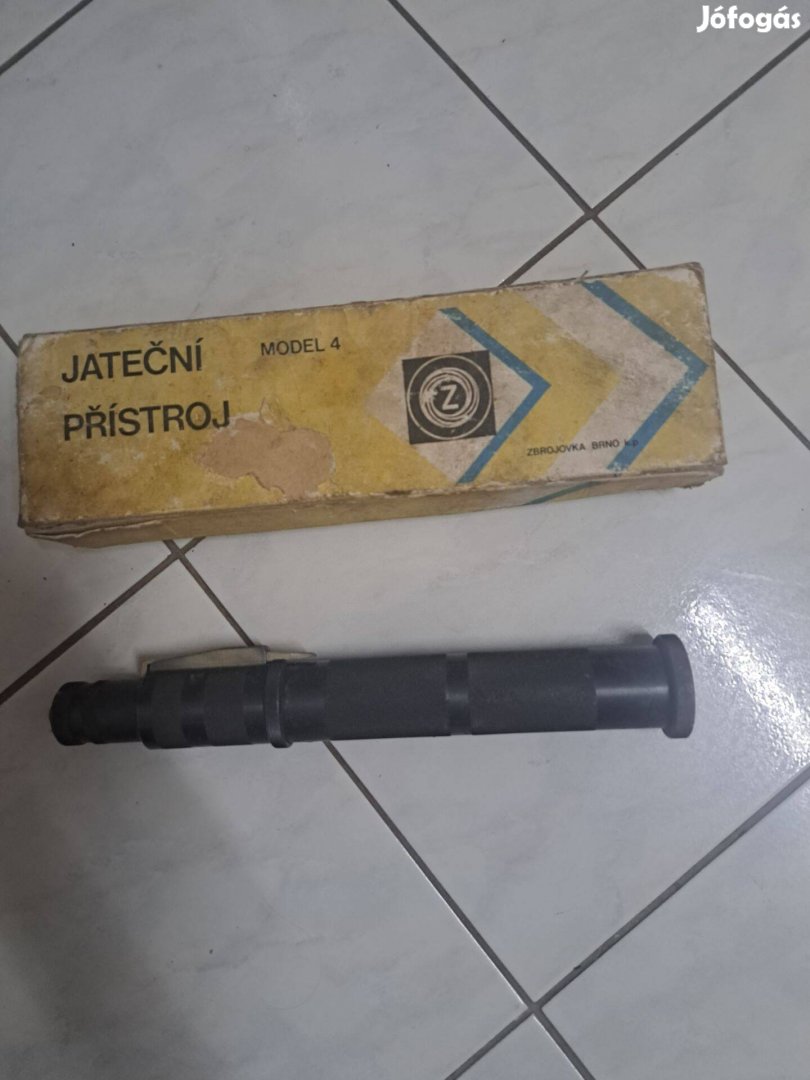 Jófogás
JATEČNÍ
PŘÍSTROJ
MODEL 4
Z
ZBROJOVKA BRNO k.p.